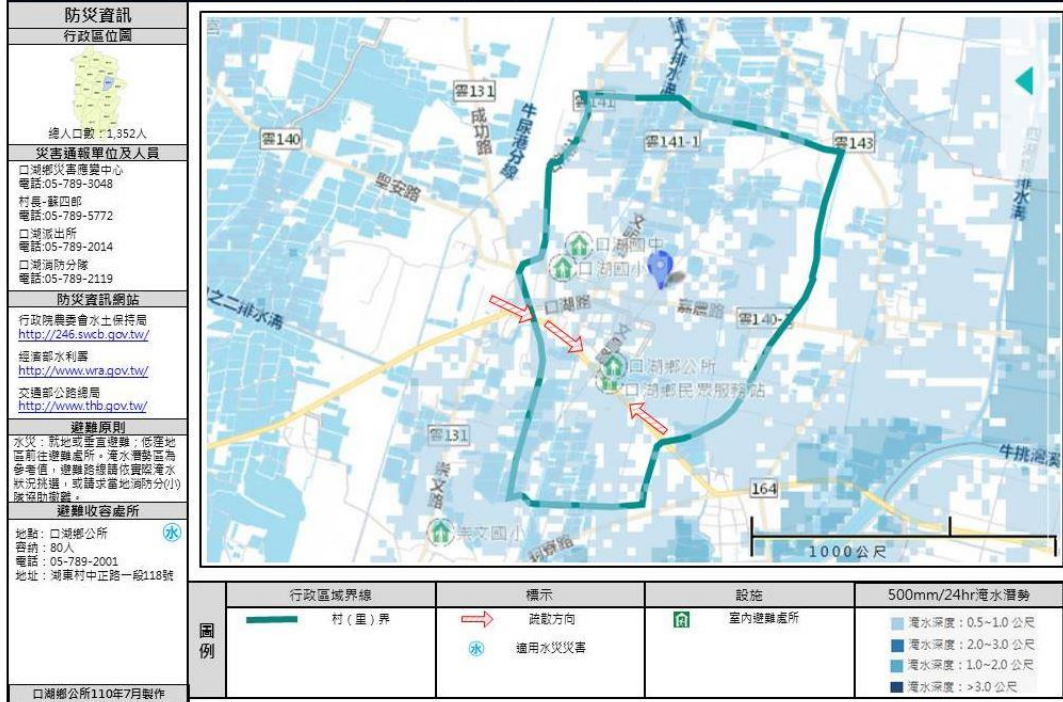 防災資訊
行政區位圖
總人口數：1,352人
災害通報單位及人員
口湖鄉災害應變中心
電話:05-789-3048
村長-蘇四郎
電話:05-789-5772
口湖派出所
電話:05-789-2014
口湖消防分隊
電話:05-789-2119
防災資訊網站
行政院農委會水土保持局
http://246.swcb.gov.tw/
經濟部水利署
http://www.wra.gov.tw/
交通部公路總局
http://www.thb.gov.tw/
避難原則
水災：就地或垂直避難；低窪地
區前往避難處所。淹水潛勢區為
參考值，避難路線請依實際淹水
狀況挑選，或請求當地消防分(小)
隊協助撤離。
避難收容處所
地點：口湖鄉公所
水
容納：80人
電話：05-789-2001
地址：湖東村中正路一段118號
口湖鄉公所110年7月製作
雲131
成功路
雲140
聖安路
牛尿港分線
雲141
雲141-1
雲143
口湖國中
口湖國小
口湖路
嘉農路
雲140-
之二排水溝
口湖鄉公所
口湖鄉民眾服務站
雲131
崇文路
崇文國小
164
1000公尺
圖例
行政區域界線
村（里）界
標示
疏散方向
水
適用水災災害
設施
室內避難處所
500mm/24hr淹水潛勢
淹水深度：0.5~1.0 公尺
淹水深度：2.0~3.0 公尺
淹水深度：1.0~2.0 公尺
淹水深度：>3.0 公尺